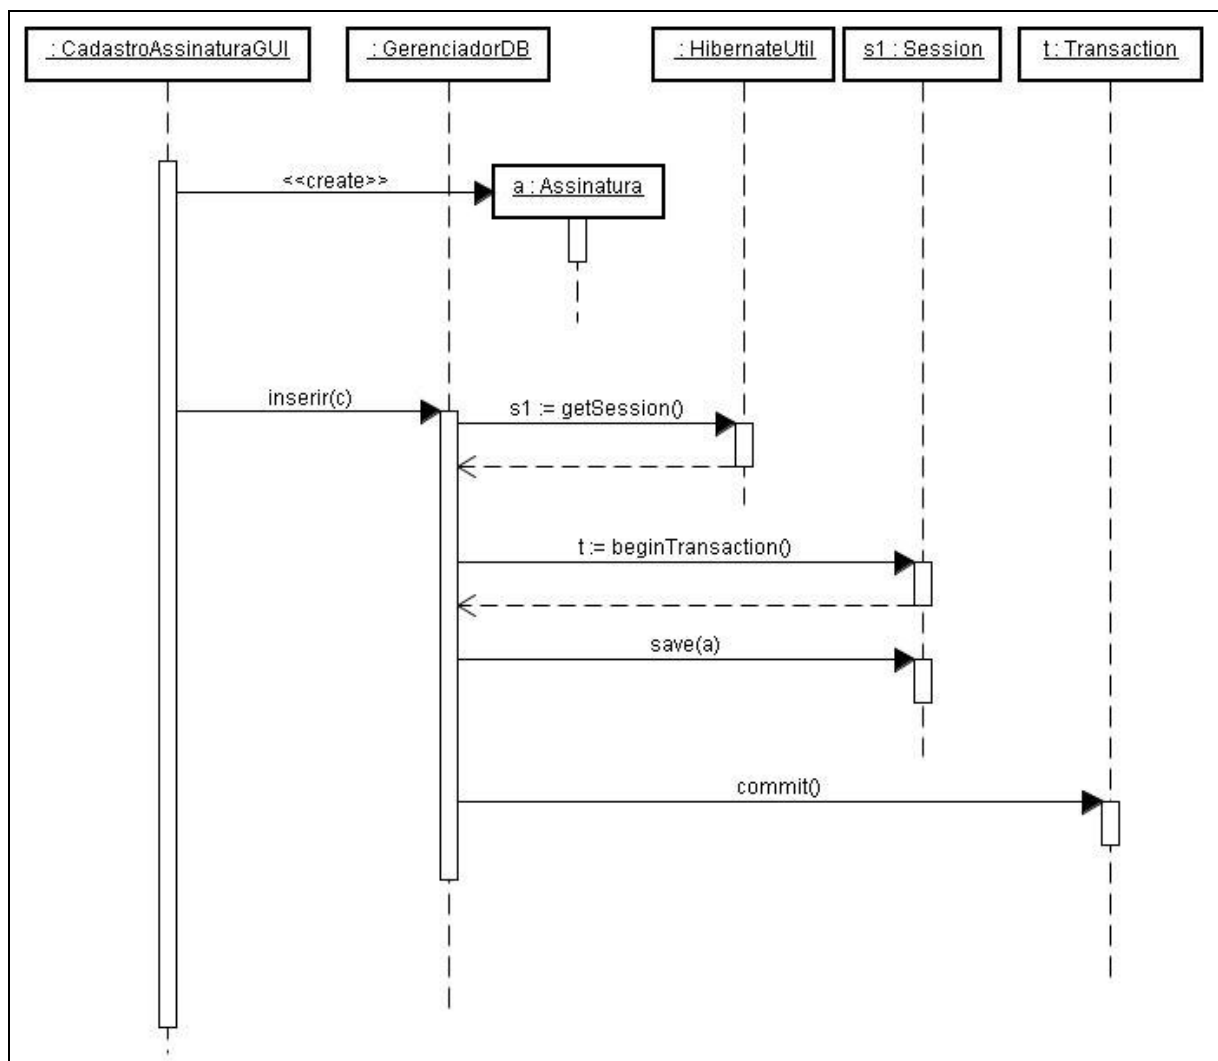 : CadastroAssinaturaGUI
: GerenciadorDB
: HibernateUtil
s1 : Session
t : Transaction
<<create>>
a : Assinatura
inserir(c)
s1 := getSession()
t := beginTransaction()
save(a)
commit()